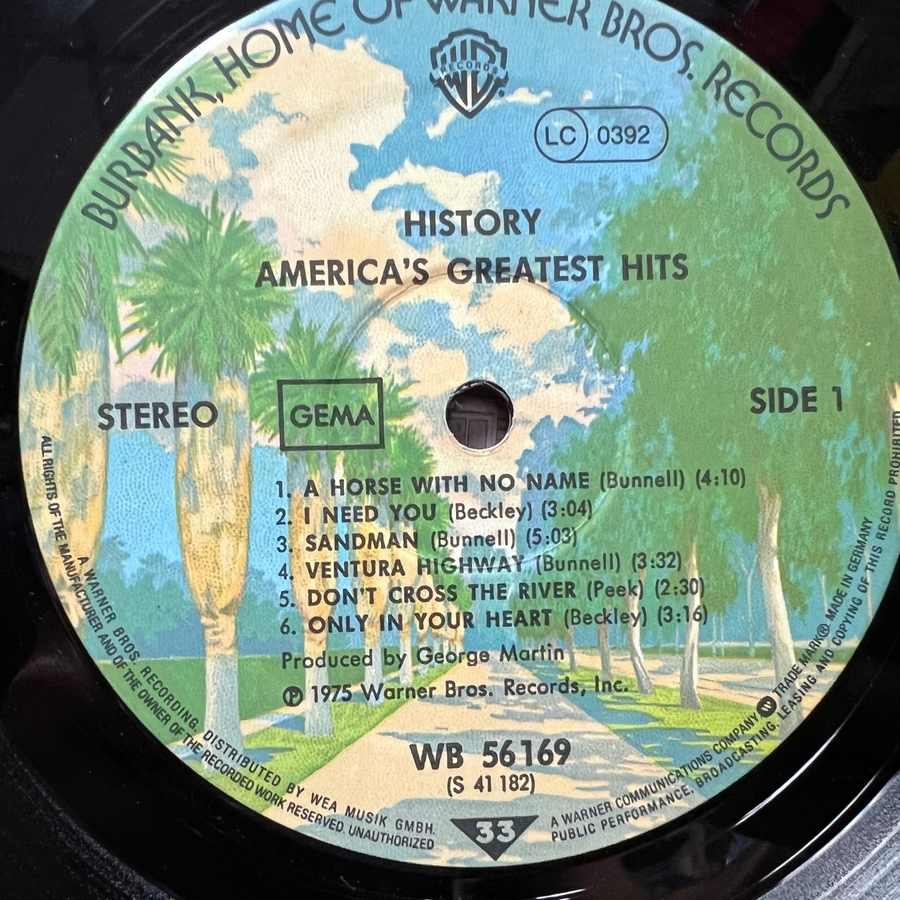 BURBANK, HOME OF WARNER BROS. RECORDS
RECORDS
LC 0392
HISTORY
AMERICA'S GREATEST HITS
STEREO
GEMA
SIDE 1
1. A HORSE WITH NO NAME (Bunnell) (4:10)
2. I NEED YOU (Beckley) (3:04)
3. SANDMAN (Bunnell) (5:03)
4. VENTURA HIGHWAY (Bunnell) (3:32)
5. DON'T CROSS THE RIVER (Peek) (2:30)
6. ONLY IN YOUR HEART (Beckley) (3:16)
Produced by George Martin
℗ 1975 Warner Bros. Records, Inc.
WB 56169
(S 41 182)
33
A WARNER BROS. RECORDING, DISTRIBUTED BY WEA MUSIK GMBH.
A WARNER COMMUNICATIONS COMPANY TRADE MARK® MADE IN GERMANY
ALL RIGHTS OF THE MANUFACTURER AND OF THE OWNER OF THE RECORDED WORK RESERVED. UNAUTHORIZED
PUBLIC PERFORMANCE, BROADCASTING, LEASING AND COPYING OF THIS RECORD PROHIBITED